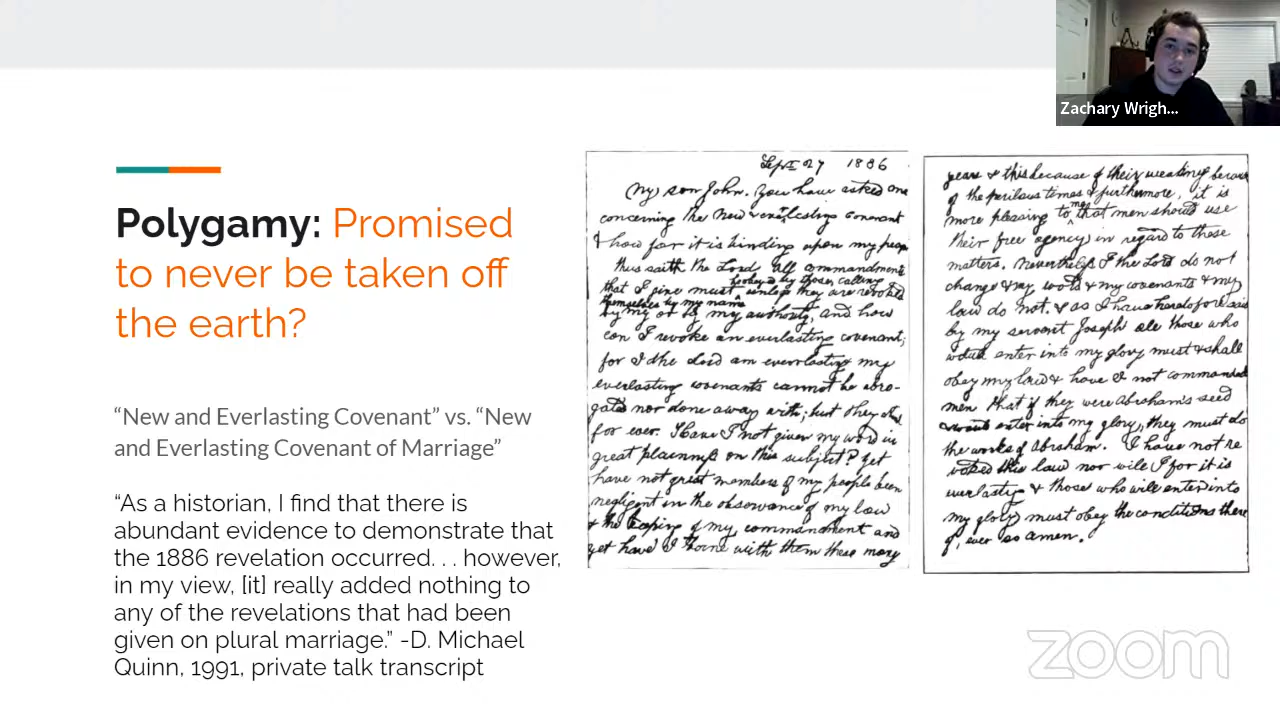 Zachary Wrigh...
Polygamy: Promised
to never be taken off
the earth?
“New and Everlasting Covenant” vs. “New
and Everlasting Covenant of Marriage”
“As a historian, I find that there is
abundant evidence to demonstrate that
the 1886 revelation occurred. . . however,
in my view, [it] really added nothing to
any of the revelations that had been
given on plural marriage.” -D. Michael
Quinn, 1991, private talk transcript
Sept 27 1886
My son John. You have asked me
concerning the New & everlasting covenant
& how far it is binding upon my people
thus saith the Lord all commandments
that I give must be obeyed by those calling
themselves by my name unless they are revoked
by my or by my authority, and how
can I revoke an everlasting covenant;
for I the Lord am everlasting my
everlasting covenants cannot be abro-
gated nor done away with; but they stand
for ever. Have I not given my word in
great plainness on this subject? Yet
have not great members of my people been
negligent in the observance of my law
& the keeping of my commandment and
yet have I borne with them these many
years & this because of their weakness because
of the perilous times & furthermore, it is
more pleasing to me that men should use
their free agency in regard to these
matters. Nevertheless I the Lord do not
change & my word & my covenants & my
law do not. & as I have heretofore said
by my servant Joseph all those who
would enter into my glory must & shall
obey my law & have I not commanded
men that if they were Abraham's seed
& would enter into my glory, they must do
the works of Abraham. I have not re
voked this law nor will I for it is
everlasting & those who will enter into
my glory must obey the conditions there
of, even so amen.
zoom